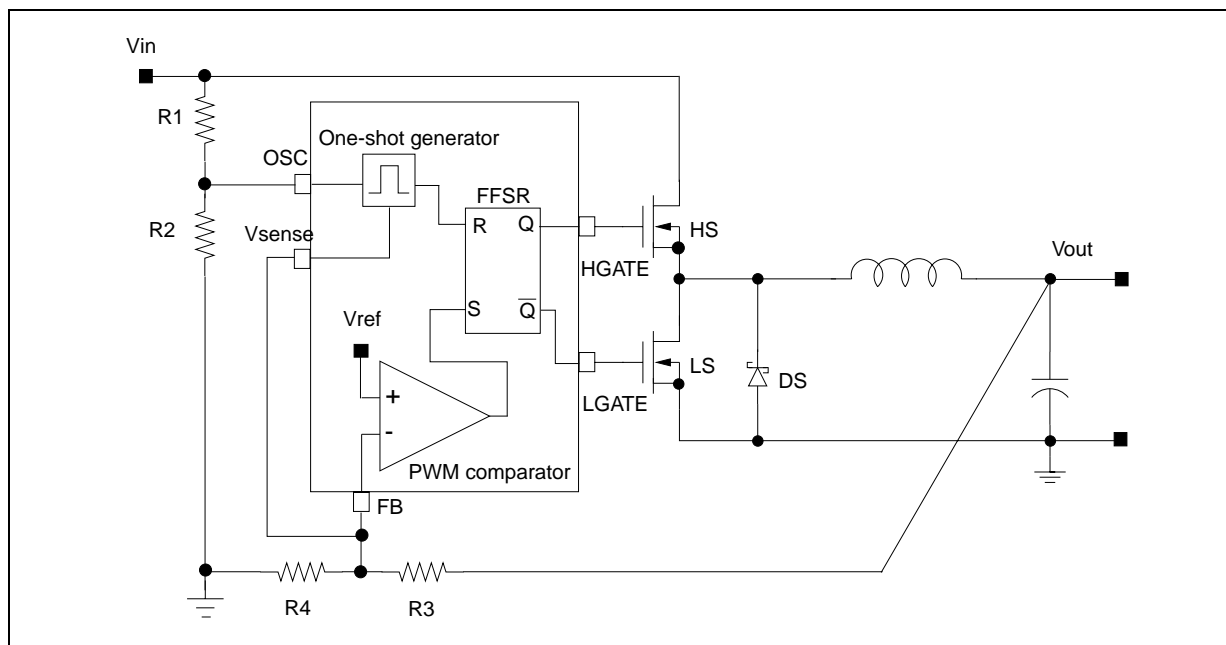 Vin
R1
One-shot generator
OSC
FFSR
R2
R
Q
HS
Vsense
Vout
HGATE
S
Q̅
Vref
LS
DS
+
LGATE
-
PWM comparator
FB
R4
R3